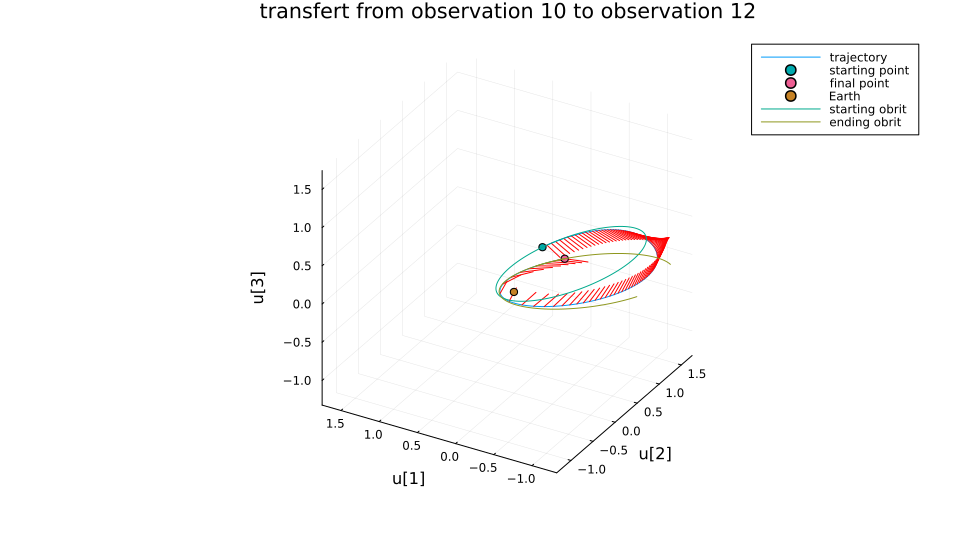 transfert from observation 10 to observation 12
trajectory
starting point
final point
Earth
starting obrit
ending obrit
1.5
1.0
0.5
0.0
−0.5
−1.0
u[3]
1.5
1.0
0.5
0.0
−0.5
−1.0
u[1]
1.5
1.0
0.5
0.0
−0.5
−1.0
u[2]